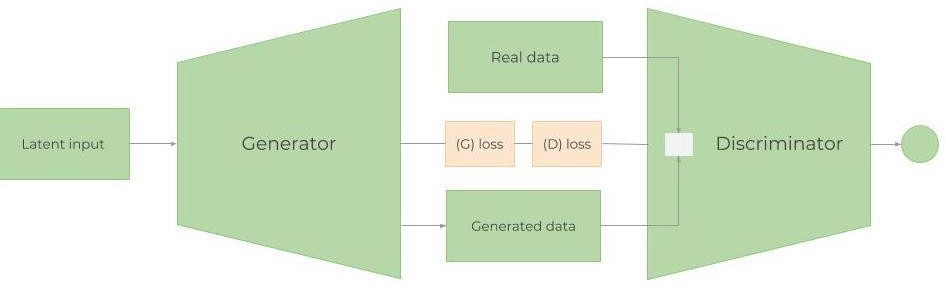 Latent input
Generator
Real data
(G) loss
(D) loss
Generated data
Discriminator